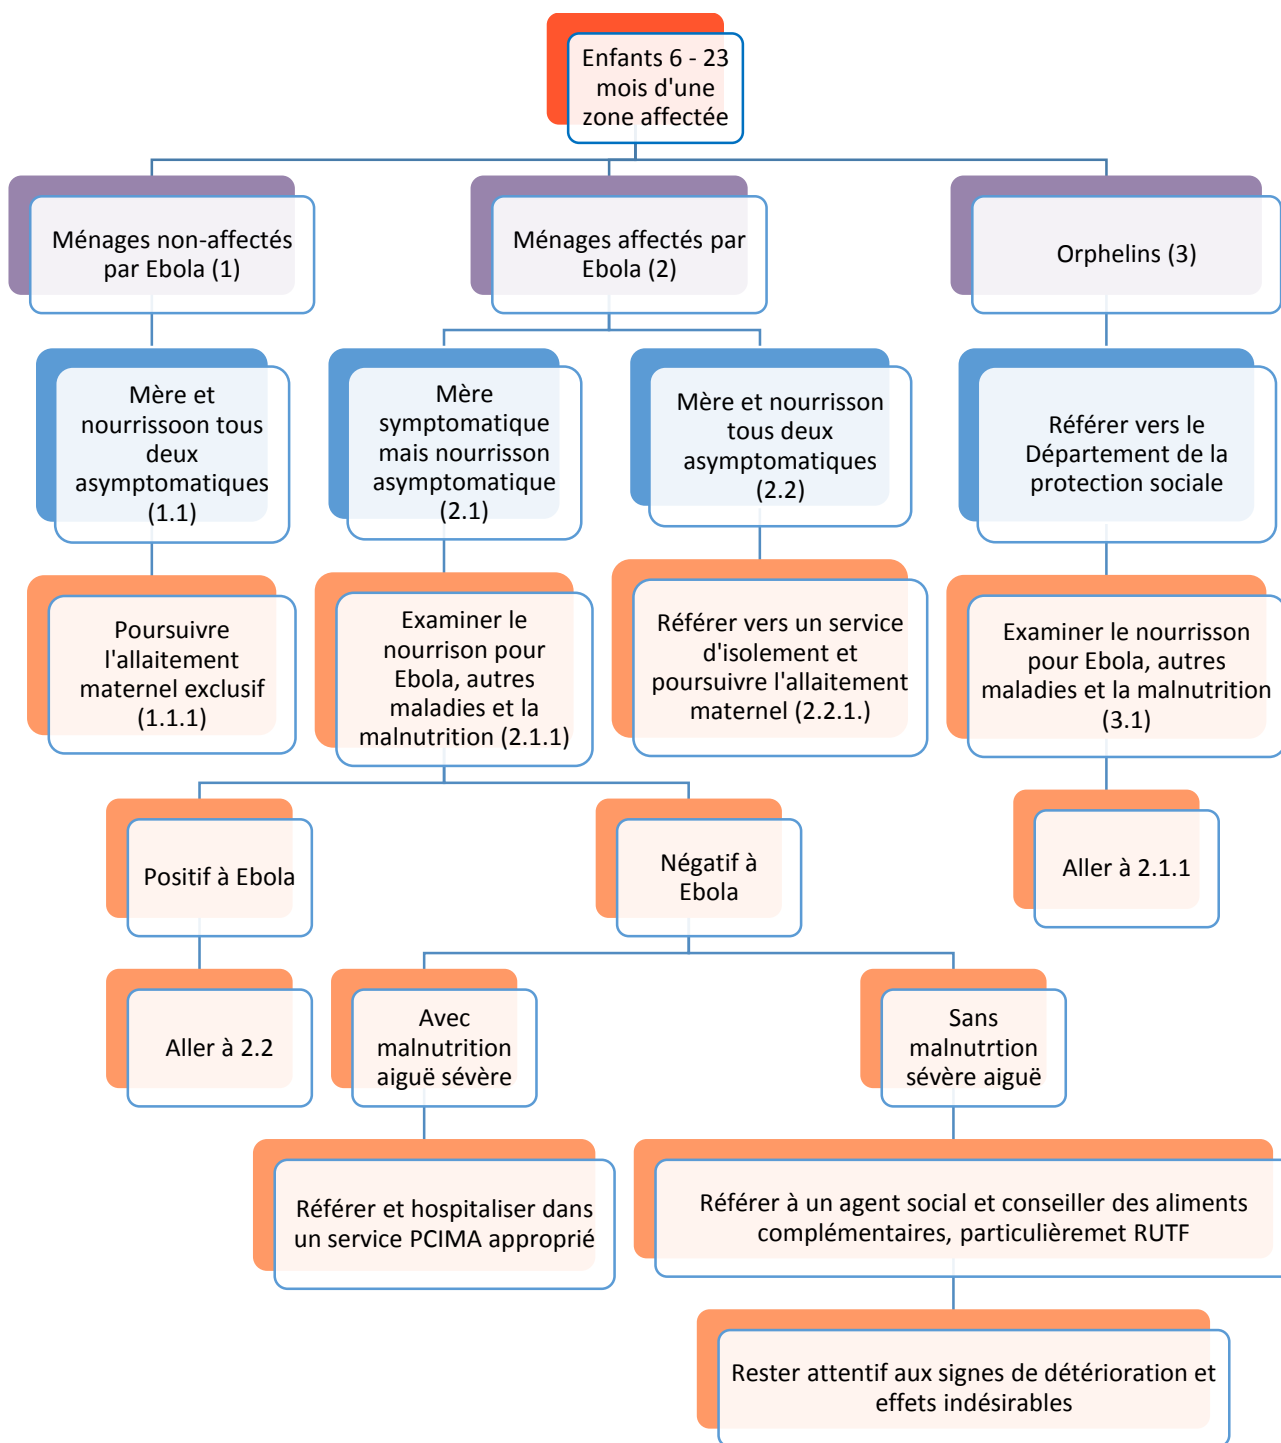 Enfants 6 - 23
mois d'une
zone affectée
Ménages non-affectés
par Ebola (1)
Ménages affectés par
Ebola (2)
Orphelins (3)
Mère et
nourrissoon tous
deux
asymptomatiques
(1.1)
Mère
symptomatique
mais nourrisson
asymptomatique
(2.1)
Mère et nourrisson
tous deux
asymptomatiques
(2.2)
Référer vers le
Département de la
protection sociale
Poursuivre
l'allaitement
maternel exclusif
(1.1.1)
Examiner le
nourrison pour
Ebola, autres
maladies et la
malnutrition (2.1.1)
Référer vers un service
d'isolement et
poursuivre l'allaitement
maternel (2.2.1.)
Examiner le nourrisson
pour Ebola, autres
maladies et la malnutrition
(3.1)
Positif à Ebola
Négatif à
Ebola
Aller à 2.1.1
Aller à 2.2
Avec
malnutrition
aiguë sévère
Sans
malnutrtion
sévère aiguë
Référer et hospitaliser dans
un service PCIMA approprié
Référer à un agent social et conseiller des aliments
complémentaires, particulièremet RUTF
Rester attentif aux signes de détérioration et
effets indésirables